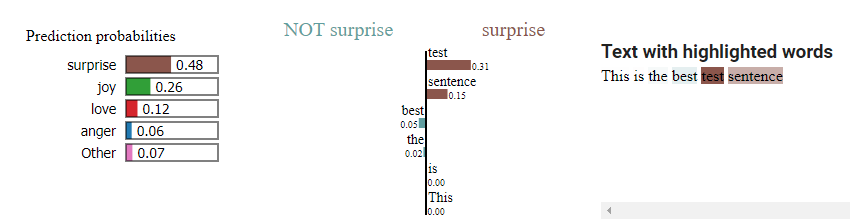 Prediction probabilities
surprise 0.48
joy 0.26
love 0.12
anger 0.06
Other 0.07
NOT surprise surprise
test
0.31
sentence
0.15
best
0.05
the
0.02
is
0.00
This
0.00
Text with highlighted words
This is the best test sentence